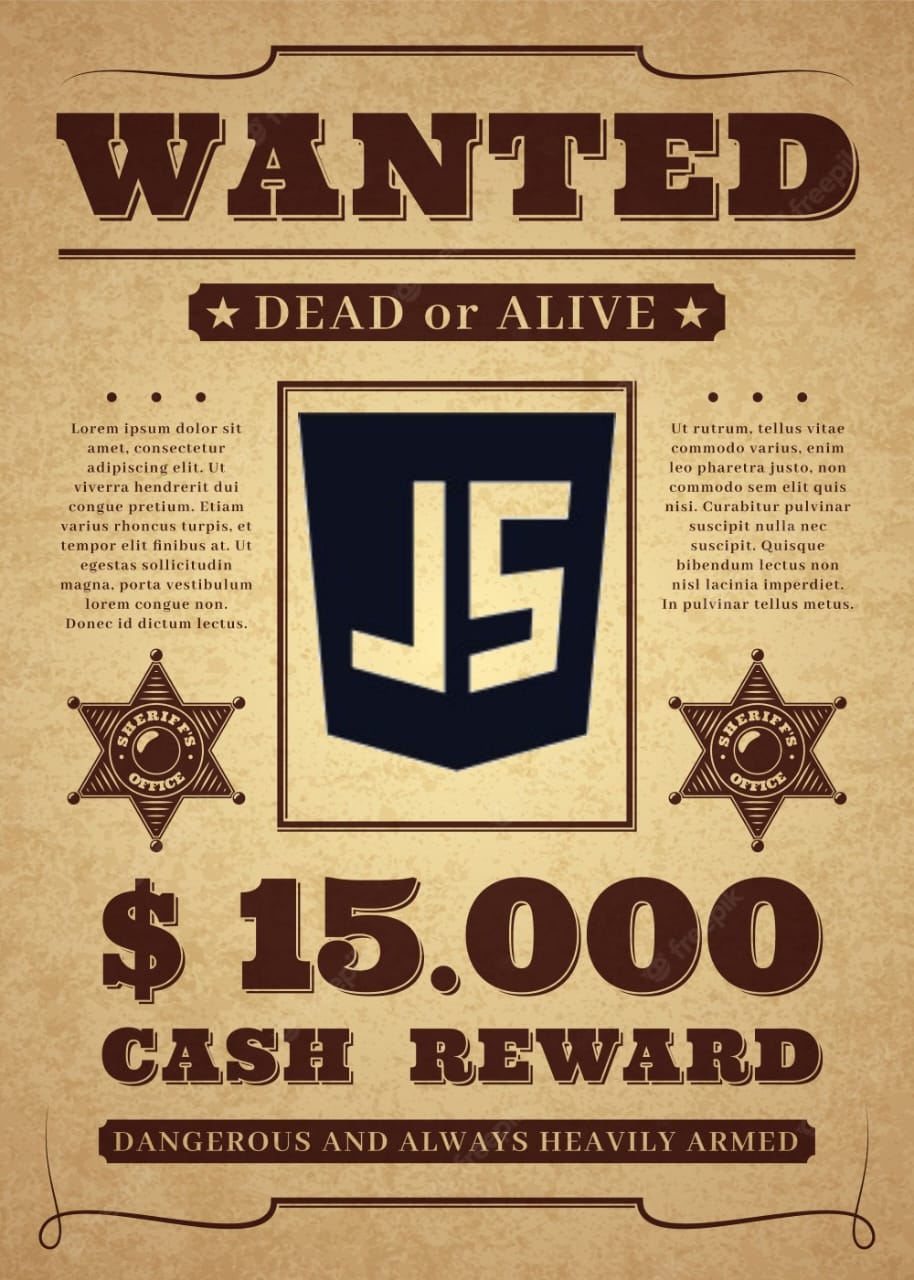 WANTED
★ DEAD or ALIVE ★
Lorem ipsum dolor sit
amet, consectetur
adipiscing elit. Ut
viverra hendrerit dui
congue pretium. Etiam
varius rhoncus turpis, et
tempor elit finibus at. Ut
egestas sollicitudin
magna, porta vestibulum
lorem congue non.
Donec id dictum lectus.
JS
Ut rutrum, tellus vitae
commodo varius, enim
leo pharetra justo, non
commodo sem elit quis
nisi. Curabitur pulvinar
suscipit nulla nec
suscipit. Quisque
bibendum lectus non
nisl lacinia imperdiet.
In pulvinar tellus metus.
SHERIFF'S
OFFICE
SHERIFF'S
OFFICE
$ 15.000
CASH REWARD
DANGEROUS AND ALWAYS HEAVILY ARMED
freepik